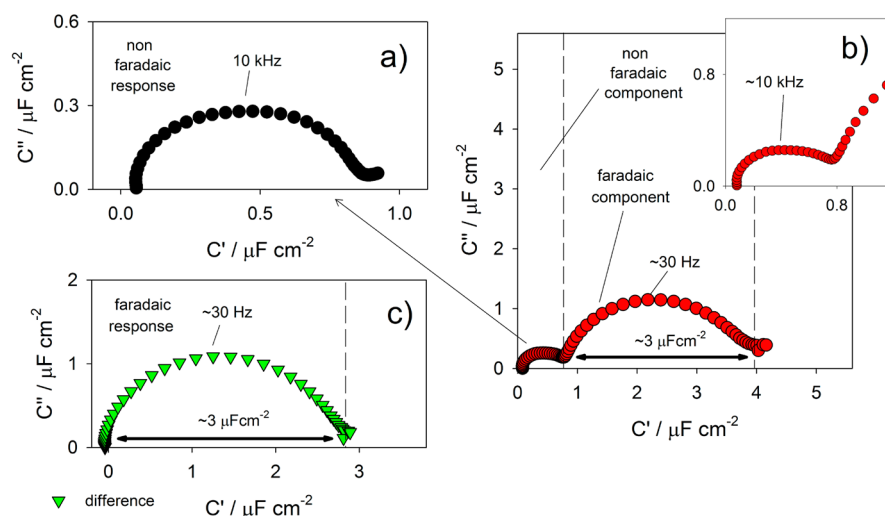 a)
non
faradaic
response
10 kHz
0.6
0.3
0.0
C" / μF cm-2
0.0 0.5 1.0
C' / μF cm-2
b)
~10 kHz
0.8
0.0
0.0 0.8
non
faradaic
component
faradaic
component
~30 Hz
~3 μFcm-2
5
4
3
2
1
0
C" / μF cm-2
0 1 2 3 4 5
C' / μF cm-2
c)
faradaic
response
~30 Hz
~3 μFcm-2
2
1
0
C" / μF cm-2
0 1 2 3
C' / μF cm-2
difference